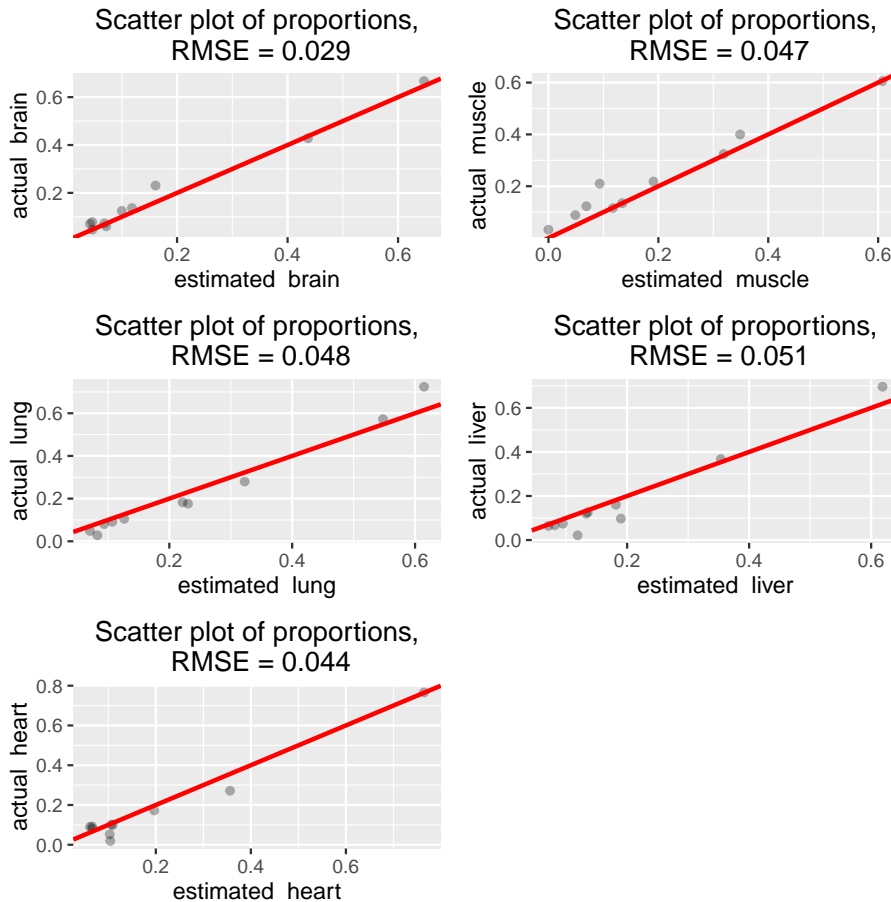 Scatter plot of proportions,
RMSE = 0.029
actual brain
0.6
0.4
0.2
0.2
0.4
0.6
estimated brain
Scatter plot of proportions,
RMSE = 0.047
actual muscle
0.6
0.4
0.2
0.0
0.2
0.4
0.6
estimated muscle
Scatter plot of proportions,
RMSE = 0.048
actual lung
0.6
0.4
0.2
0.0
0.2
0.4
0.6
estimated lung
Scatter plot of proportions,
RMSE = 0.051
actual liver
0.6
0.4
0.2
0.0
0.2
0.4
0.6
estimated liver
Scatter plot of proportions,
RMSE = 0.044
actual heart
0.8
0.6
0.4
0.2
0.0
0.2
0.4
0.6
estimated heart